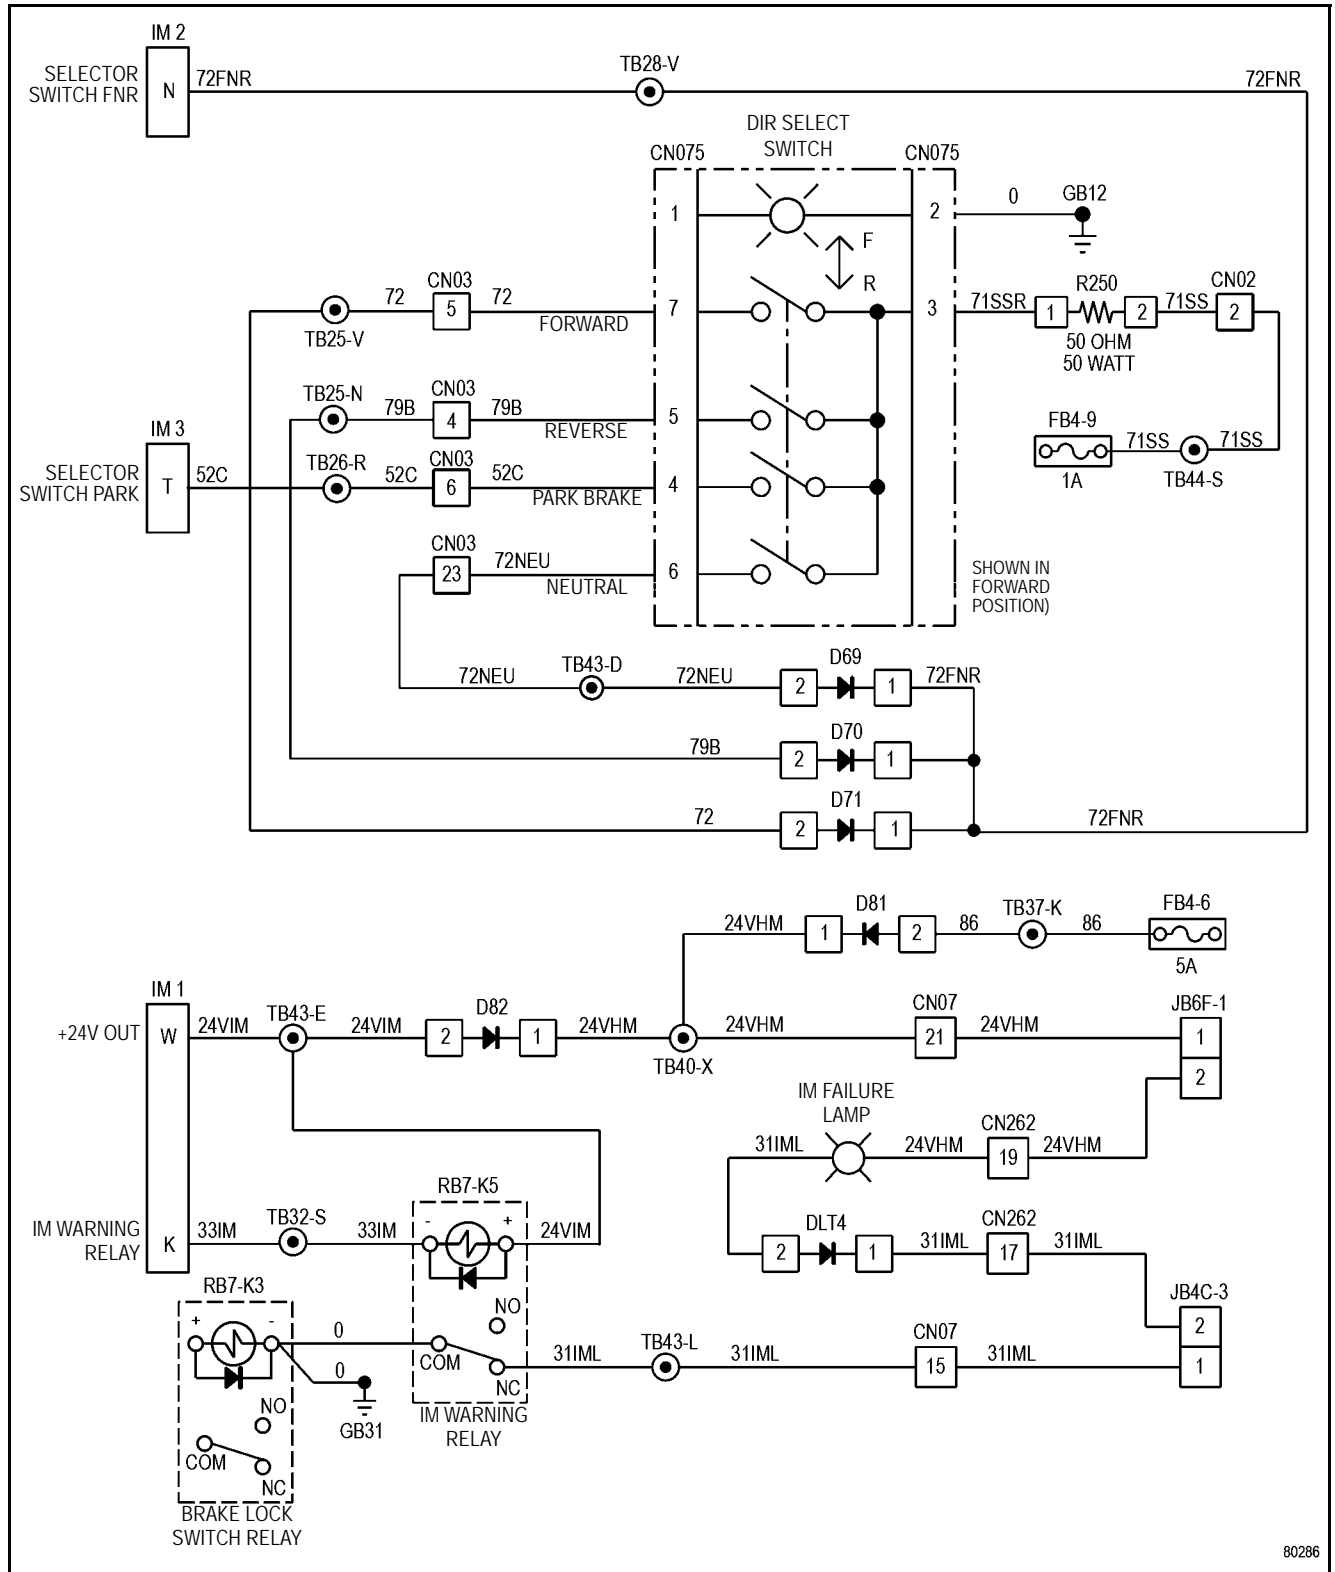 IM 2
SELECTOR
SWITCH FNR
N
72FNR
TB28-V
72FNR
DIR SELECT
SWITCH
CN075
CN075
1
2
0
GB12
F
R
72
CN03
5
72
FORWARD
TB25-V
7
3
71SSR
R250
1
2
50 OHM
50 WATT
71SS
CN02
2
TB25-N
79B
CN03
4
79B
REVERSE
5
FB4-9
1A
71SS
TB44-S
71SS
IM 3
SELECTOR
SWITCH PARK
T
52C
TB26-R
52C
CN03
6
52C
PARK BRAKE
4
CN03
23
72NEU
NEUTRAL
6
SHOWN IN
FORWARD
POSITION)
72NEU
TB43-D
72NEU
D69
2
1
72FNR
79B
D70
2
1
72
D71
2
1
72FNR
24VHM
D81
1
2
86
TB37-K
86
FB4-6
5A
IM 1
+24V OUT
W
24VIM
TB43-E
24VIM
D82
2
1
24VHM
TB40-X
24VHM
CN07
21
24VHM
JB6F-1
1
2
IM FAILURE
LAMP
31IML
24VHM
CN262
19
24VHM
IM WARNING
RELAY
K
33IM
TB32-S
33IM
RB7-K5
-
+
24VIM
DLT4
2
1
31IML
CN262
17
31IML
RB7-K3
+
-
0
0
GB31
NO
COM
NC
BRAKE LOCK
SWITCH RELAY
NO
COM
NC
IM WARNING
RELAY
31IML
TB43-L
31IML
CN07
15
31IML
JB4C-3
2
1
80286